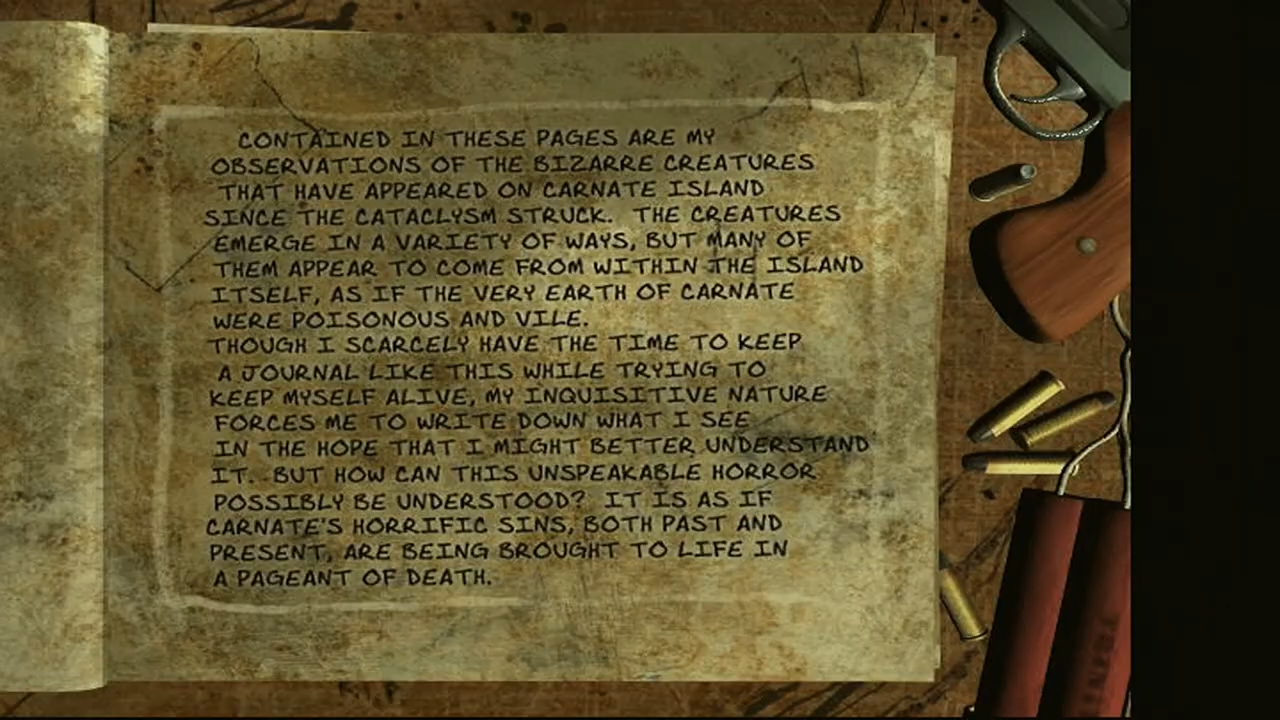 CONTAINED IN THESE PAGES ARE MY
OBSERVATIONS OF THE BIZARRE CREATURES
THAT HAVE APPEARED ON CARNATE ISLAND
SINCE THE CATACLYSM STRUCK. THE CREATURES
EMERGE IN A VARIETY OF WAYS, BUT MANY OF
THEM APPEAR TO COME FROM WITHIN THE ISLAND
ITSELF, AS IF THE VERY EARTH OF CARNATE
WERE POISONOUS AND VILE.
THOUGH I SCARCELY HAVE THE TIME TO KEEP
A JOURNAL LIKE THIS WHILE TRYING TO
KEEP MYSELF ALIVE, MY INQUISITIVE NATURE
FORCES ME TO WRITE DOWN WHAT I SEE
IN THE HOPE THAT I MIGHT BETTER UNDERSTAND
IT. BUT HOW CAN THIS UNSPEAKABLE HORROR
POSSIBLY BE UNDERSTOOD? IT IS AS IF
CARNATE'S HORRIFIC SINS, BOTH PAST AND
PRESENT, ARE BEING BROUGHT TO LIFE IN
A PAGEANT OF DEATH.